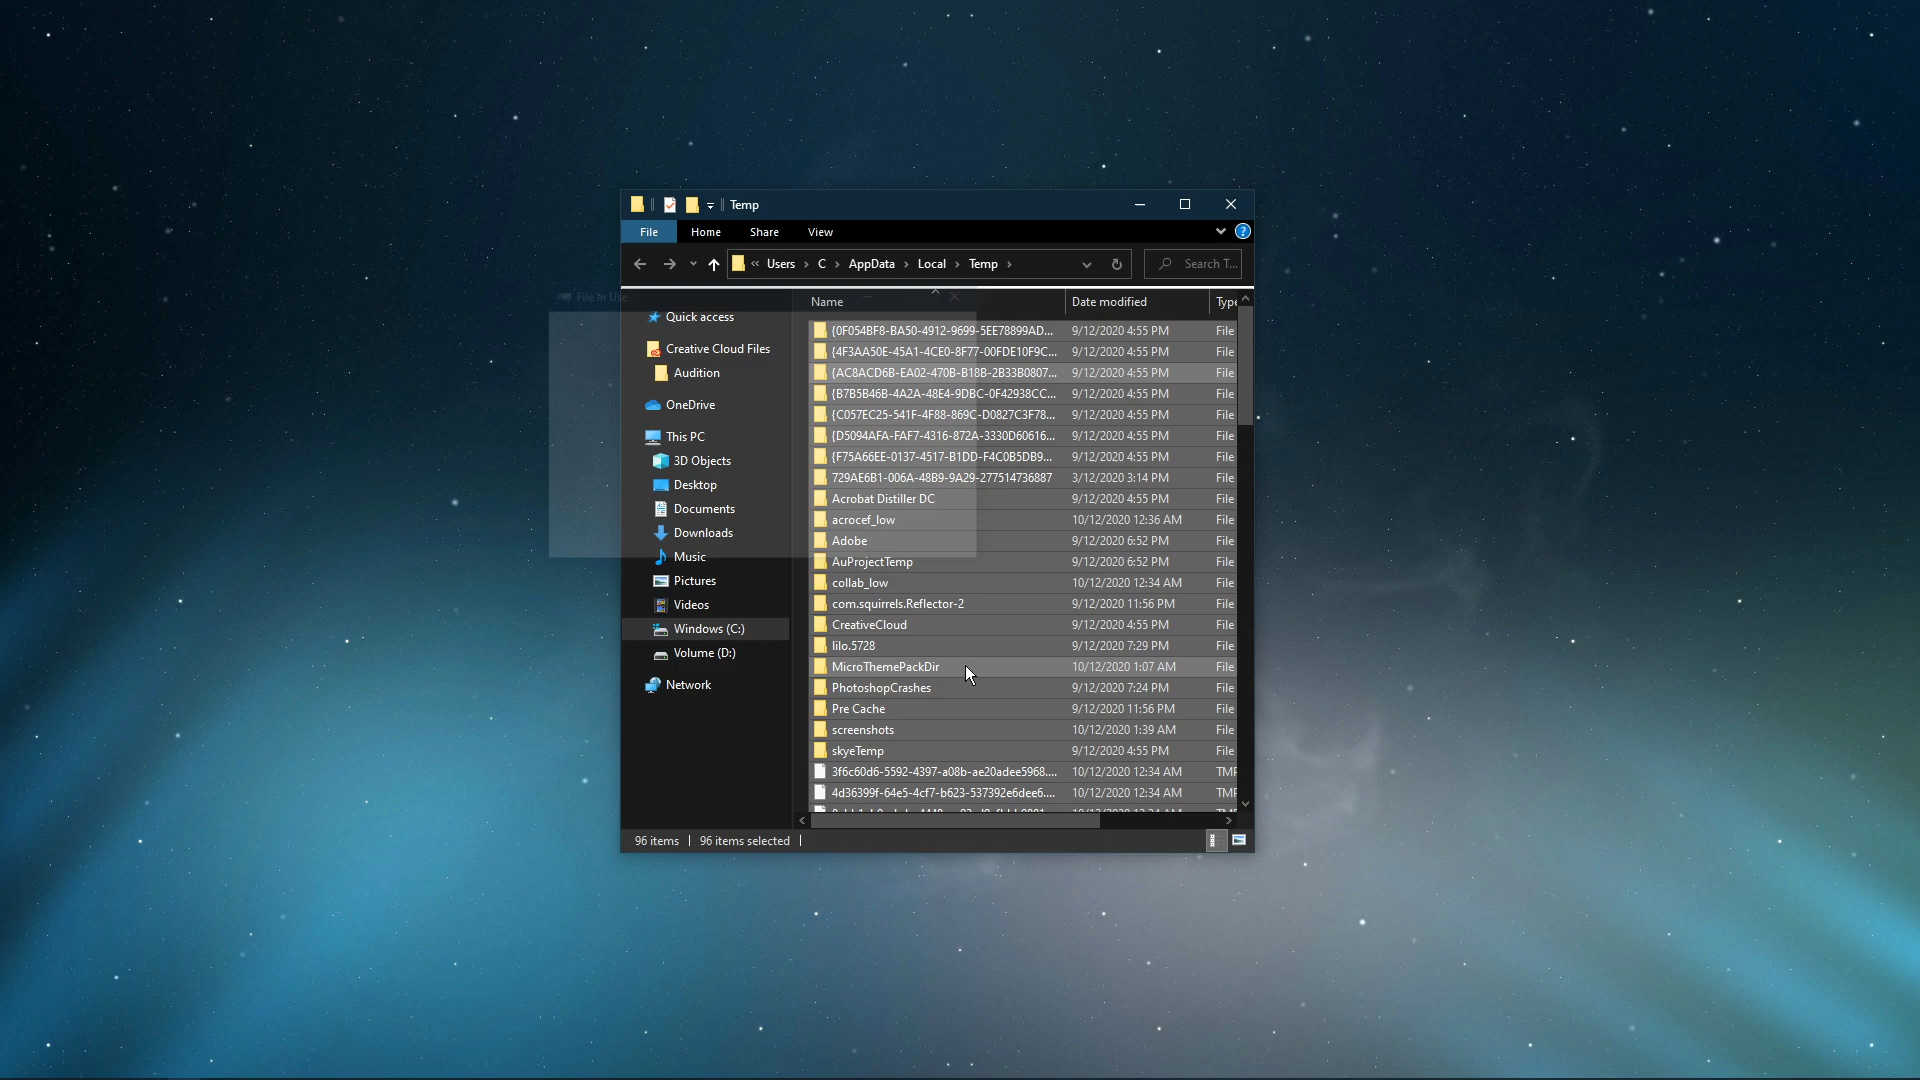 Temp
File Home Share View
« Users › C › AppData › Local › Temp › Search T...
File In Use
Name Date modified Type
Quick access
Creative Cloud Files
Audition
OneDrive
This PC
3D Objects
Desktop
Documents
Downloads
Music
Pictures
Videos
Windows (C:)
Volume (D:)
Network
{0F054BF8-BA50-4912-9699-5EE78899AD... 9/12/2020 4:55 PM File
{4F3AA50E-45A1-4CE0-8F77-00FDE10F9C... 9/12/2020 4:55 PM File
{AC8ACD6B-EA02-470B-B18B-2B33B0807... 9/12/2020 4:55 PM File
{B7B5B46B-4A2A-48E4-9DBC-0F42938CC... 9/12/2020 4:55 PM File
{C057EC25-541F-4F88-869C-D0827C3F78... 9/12/2020 4:55 PM File
{D5094AFA-FAF7-4316-872A-3330D60616... 9/12/2020 4:55 PM File
{F75A66EE-0137-4517-B1DD-F4C0B5DB9... 9/12/2020 4:55 PM File
729AE6B1-006A-48B9-9A29-277514736887 3/12/2020 3:14 PM File
Acrobat Distiller DC 9/12/2020 4:55 PM File
acrocef_low 10/12/2020 12:36 AM File
Adobe 9/12/2020 6:52 PM File
AuProjectTemp 9/12/2020 6:52 PM File
collab_low 10/12/2020 12:34 AM File
com.squirrels.Reflector-2 9/12/2020 11:56 PM File
CreativeCloud 9/12/2020 4:55 PM File
lilo.5728 9/12/2020 7:29 PM File
MicroThemePackDir 10/12/2020 1:07 AM File
PhotoshopCrashes 9/12/2020 7:24 PM File
Pre Cache 9/12/2020 11:56 PM File
screenshots 10/12/2020 1:39 AM File
skyeTemp 9/12/2020 4:55 PM File
3f6c60d6-5592-4397-a08b-ae20adee5968.... 10/12/2020 12:34 AM TMP
4d36399f-64e5-4cf7-b623-537392e6dee6.... 10/12/2020 12:34 AM TMP
96 items 96 items selected